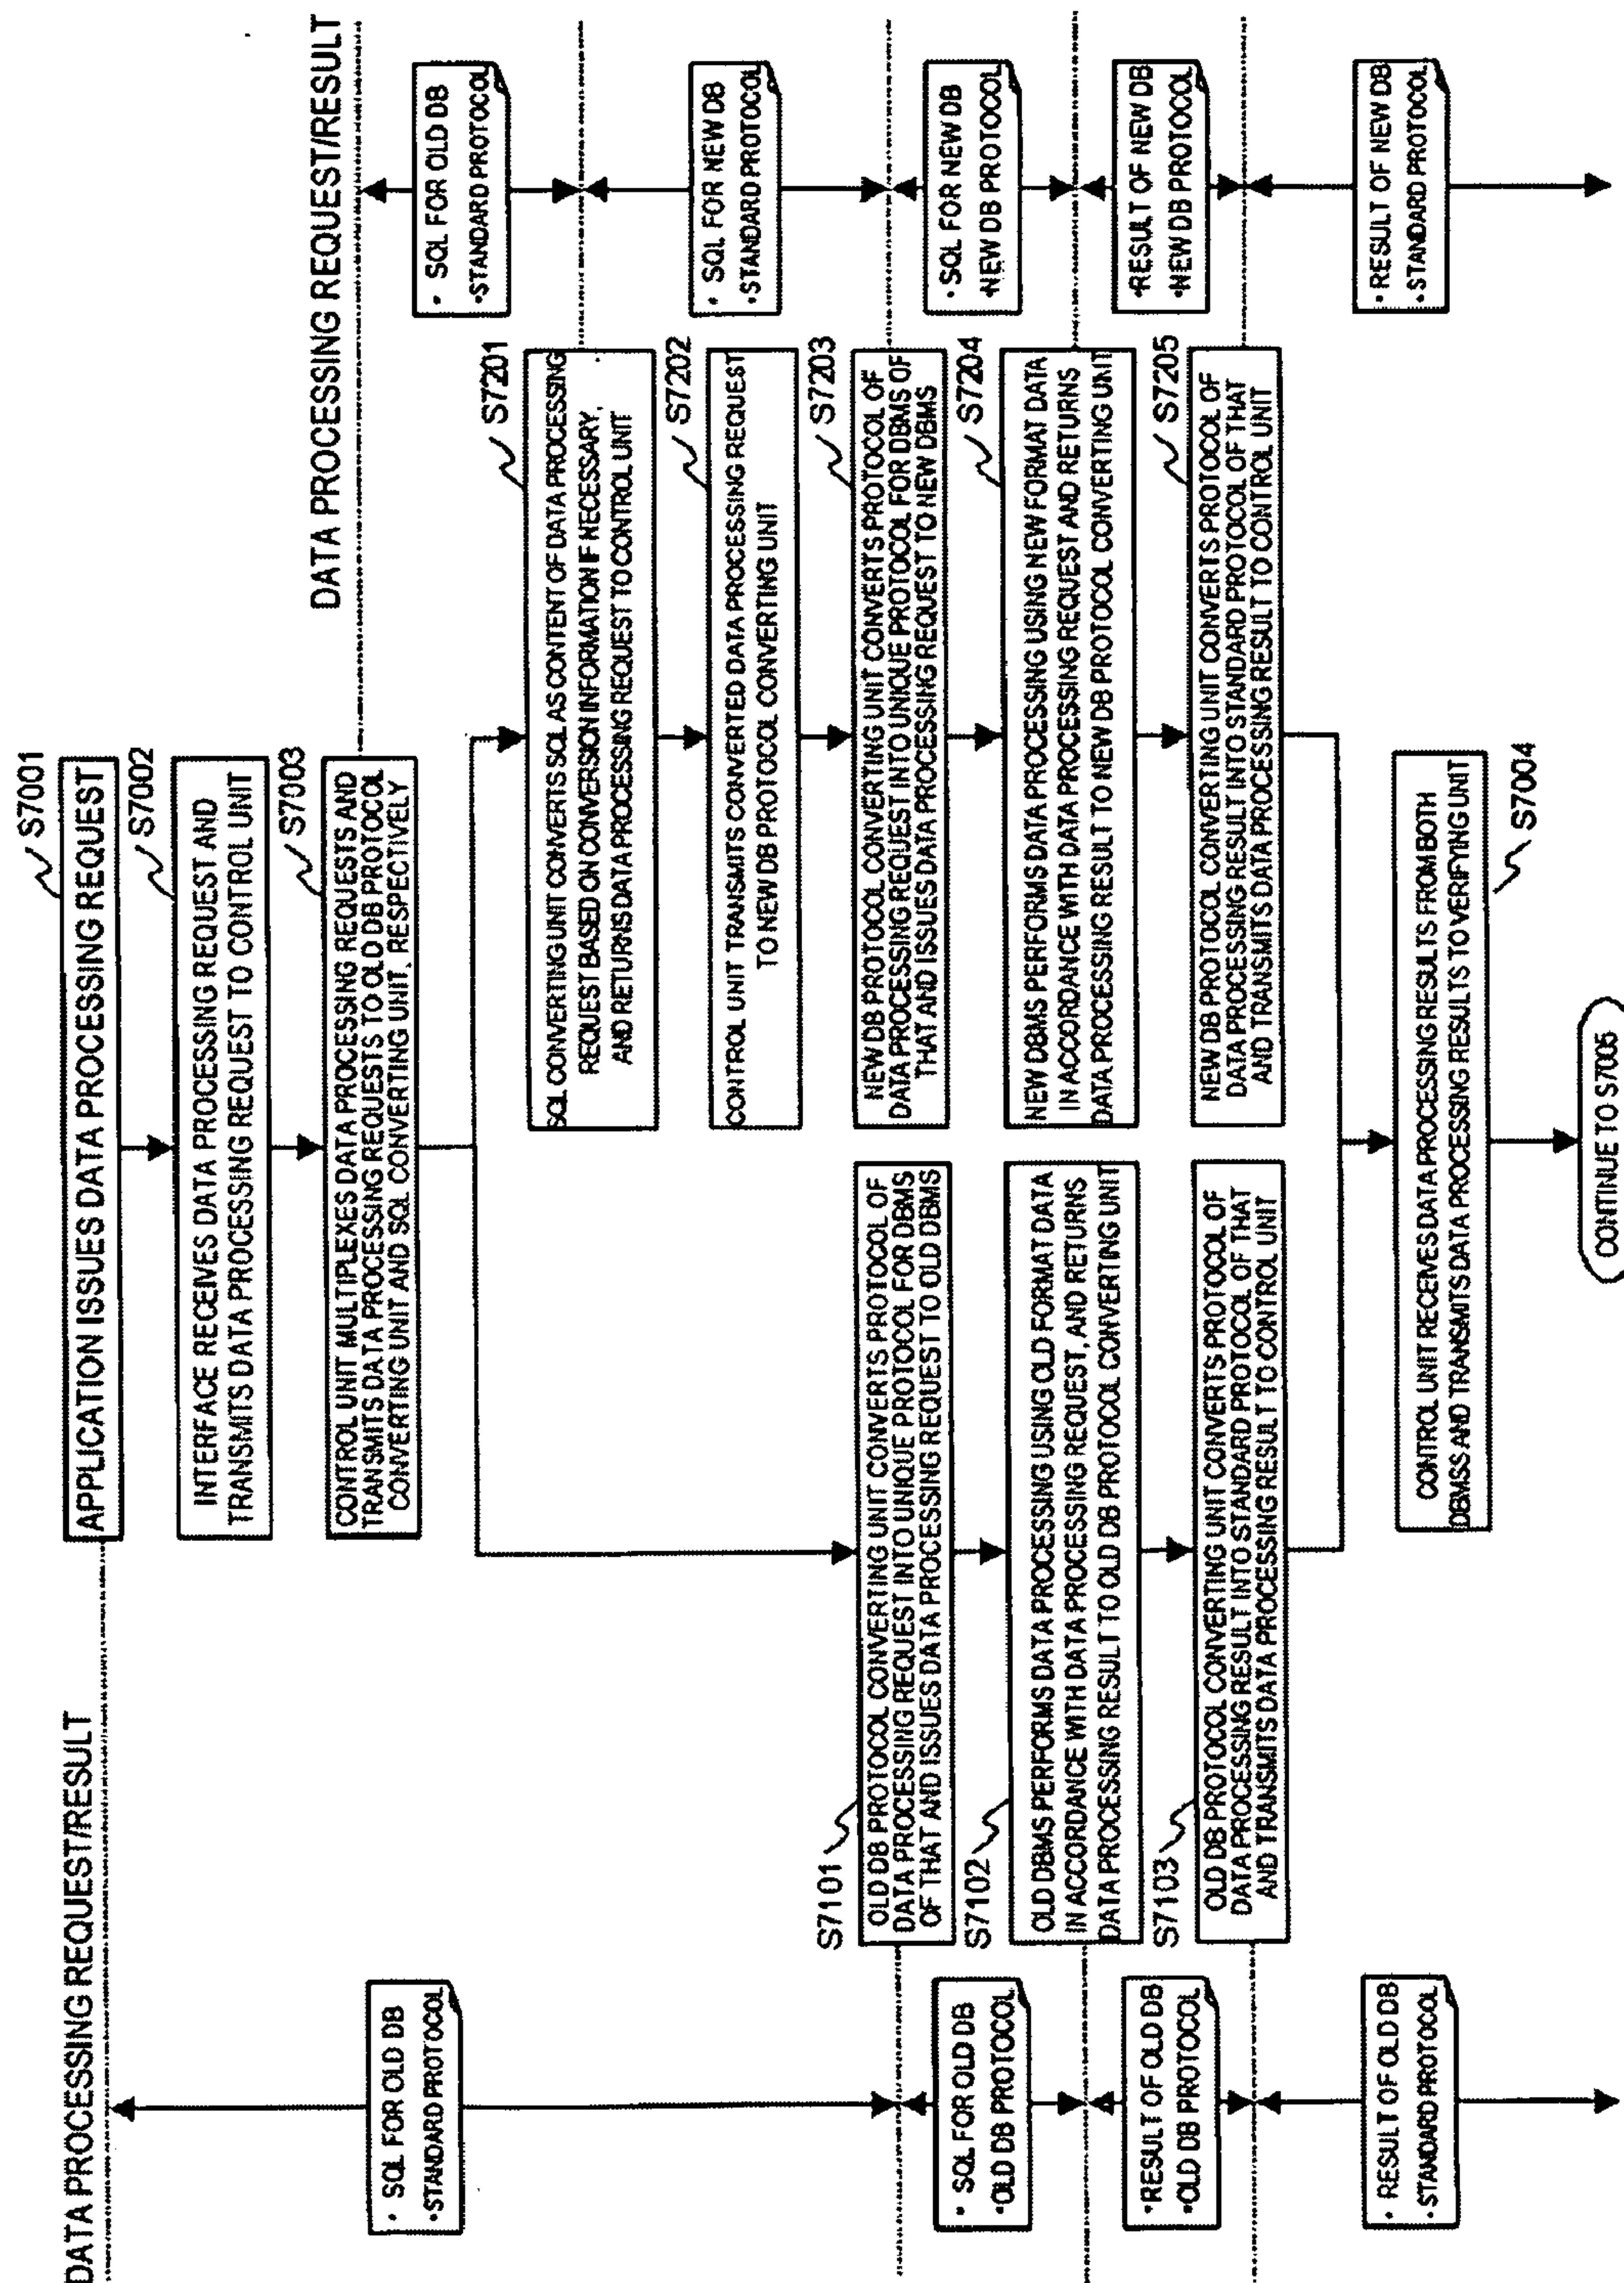 DATA PROCESSING REQUEST/RESULT
S7001
APPLICATION ISSUES DATA PROCESSING REQUEST
S7002
INTERFACE RECEIVES DATA PROCESSING REQUEST AND
TRANSMITS DATA PROCESSING REQUEST TO CONTROL UNIT
S7003
CONTROL UNIT MULTIPLEXES DATA PROCESSING REQUESTS AND
TRANSMITS DATA PROCESSING REQUESTS TO OLD DB PROTOCOL
CONVERTING UNIT AND SQL CONVERTING UNIT, RESPECTIVELY
DATA PROCESSING REQUEST/RESULT
• SQL FOR OLD DB
•STANDARD PROTOCOL
S7101
OLD DB PROTOCOL CONVERTING UNIT CONVERTS PROTOCOL OF
DATA PROCESSING REQUEST INTO UNIQUE PROTOCOL FOR DBMS
OF THAT AND ISSUES DATA PROCESSING REQUEST TO OLD DBMS
• SQL FOR OLD DB
•OLD DB PROTOCOL
S7102
OLD DBMS PERFORMS DATA PROCESSING USING OLD FORMAT DATA
IN ACCORDANCE WITH DATA PROCESSING REQUEST, AND RETURNS
DATA PROCESSING RESULT TO OLD DB PROTOCOL CONVERTING UNIT
•RESULT OF OLD DB
•OLD DB PROTOCOL
S7103
OLD DB PROTOCOL CONVERTING UNIT CONVERTS PROTOCOL OF
DATA PROCESSING RESULT INTO STANDARD PROTOCOL OF THAT
AND TRANSMITS DATA PROCESSING RESULT TO CONTROL UNIT
• RESULT OF OLD DB
•STANDARD PROTOCOL
• SQL FOR OLD DB
•STANDARD PROTOCOL
S7201
SQL CONVERTING UNIT CONVERTS SQL AS CONTENT OF DATA PROCESSING
REQUEST BASED ON CONVERSION INFORMATION IF NECESSARY,
AND RETURNS DATA PROCESSING REQUEST TO CONTROL UNIT
• SQL FOR NEW DB
•STANDARD PROTOCOL
S7202
CONTROL UNIT TRANSMITS CONVERTED DATA PROCESSING REQUEST
TO NEW DB PROTOCOL CONVERTING UNIT
S7203
NEW DB PROTOCOL CONVERTING UNIT CONVERTS PROTOCOL OF
DATA PROCESSING REQUEST INTO UNIQUE PROTOCOL FOR DBMS OF
THAT AND ISSUES DATA PROCESSING REQUEST TO NEW DBMS
• SQL FOR NEW DB
•NEW DB PROTOCOL
S7204
NEW DBMS PERFORMS DATA PROCESSING USING NEW FORMAT DATA
IN ACCORDANCE WITH DATA PROCESSING REQUEST AND RETURNS
DATA PROCESSING RESULT TO NEW DB PROTOCOL CONVERTING UNIT
•RESULT OF NEW DB
•NEW DB PROTOCOL
S7205
NEW DB PROTOCOL CONVERTING UNIT CONVERTS PROTOCOL OF
DATA PROCESSING RESULT INTO STANDARD PROTOCOL OF THAT
AND TRANSMITS DATA PROCESSING RESULT TO CONTROL UNIT
• RESULT OF NEW DB
•STANDARD PROTOCOL
CONTROL UNIT RECEIVES DATA PROCESSING RESULTS FROM BOTH
DBMSS AND TRANSMITS DATA PROCESSING RESULTS TO VERIFYING UNIT
S7004
CONTINUE TO S7005